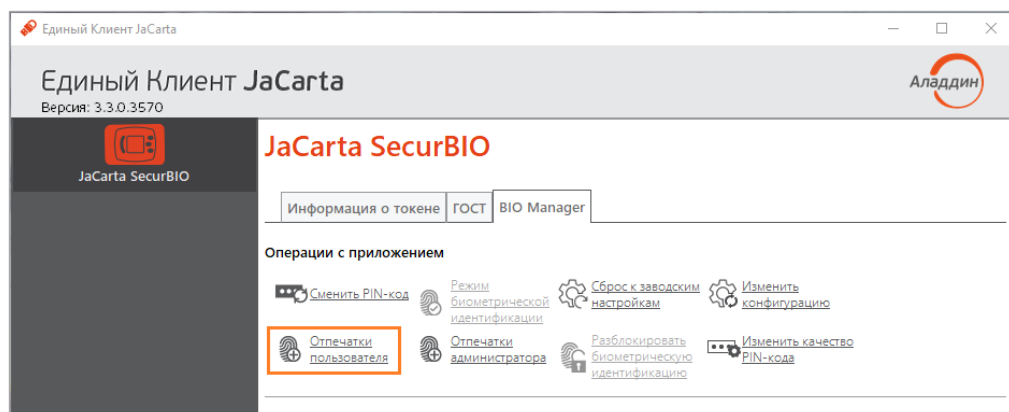 Единый Клиент JaCarta
Единый Клиент JaCarta
Версия: 3.3.0.3570
Аладдин
JaCarta SecurBIO
JaCarta SecurBIO
Информация о токене ГОСТ BIO Manager
Операции с приложением
Сменить PIN-код
Режим
биометрической
идентификации
Сброс к заводским
настройкам
Изменить
конфигурацию
Отпечатки
пользователя
Отпечатки
администратора
Разблокировать
биометрическую
идентификацию
Изменить качество
PIN-кода